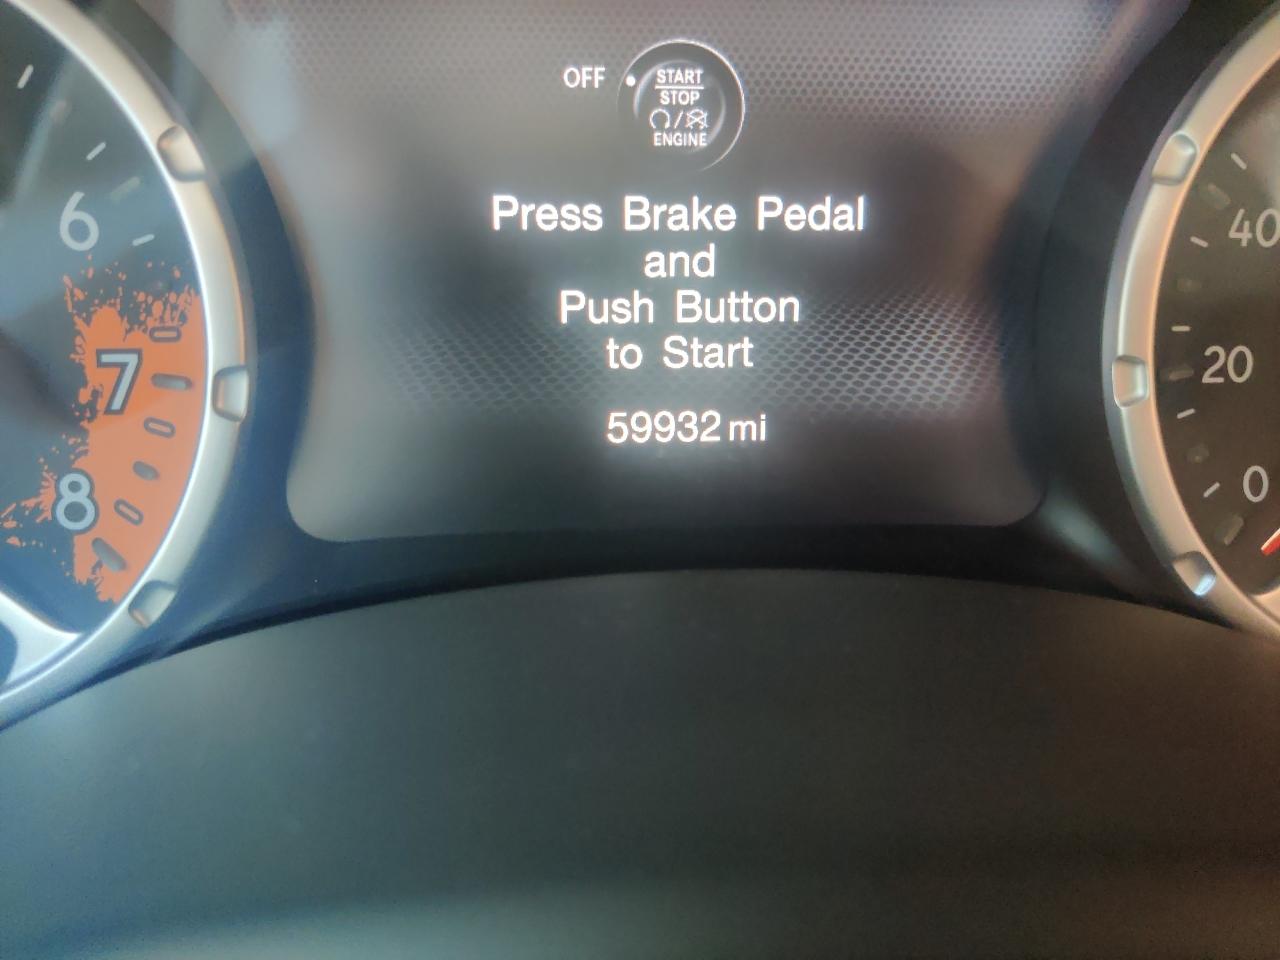 OFF
START
STOP
ENGINE
Press Brake Pedal
and
Push Button
to Start
59932 mi
6
7
8
40
20
0